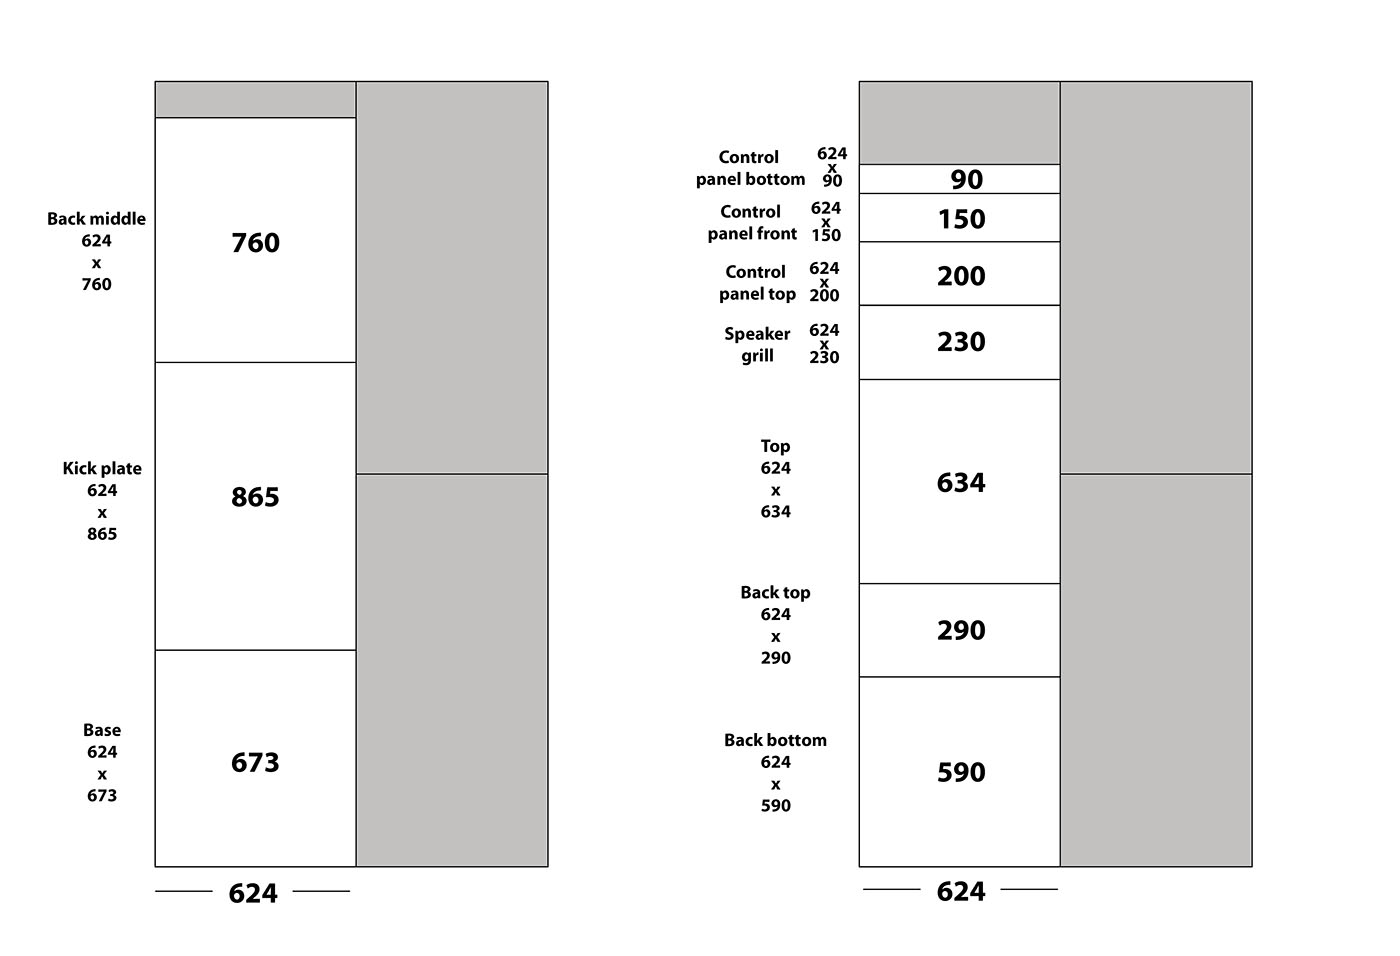 Back middle
624
x
760
760
Kick plate
624
x
865
865
Base
624
x
673
673
624
Control
panel bottom
624
x
90
90
Control
panel front
624
x
150
150
Control
panel top
624
x
200
200
Speaker
grill
624
x
230
230
Top
624
x
634
634
Back top
624
x
290
290
Back bottom
624
x
590
590
624